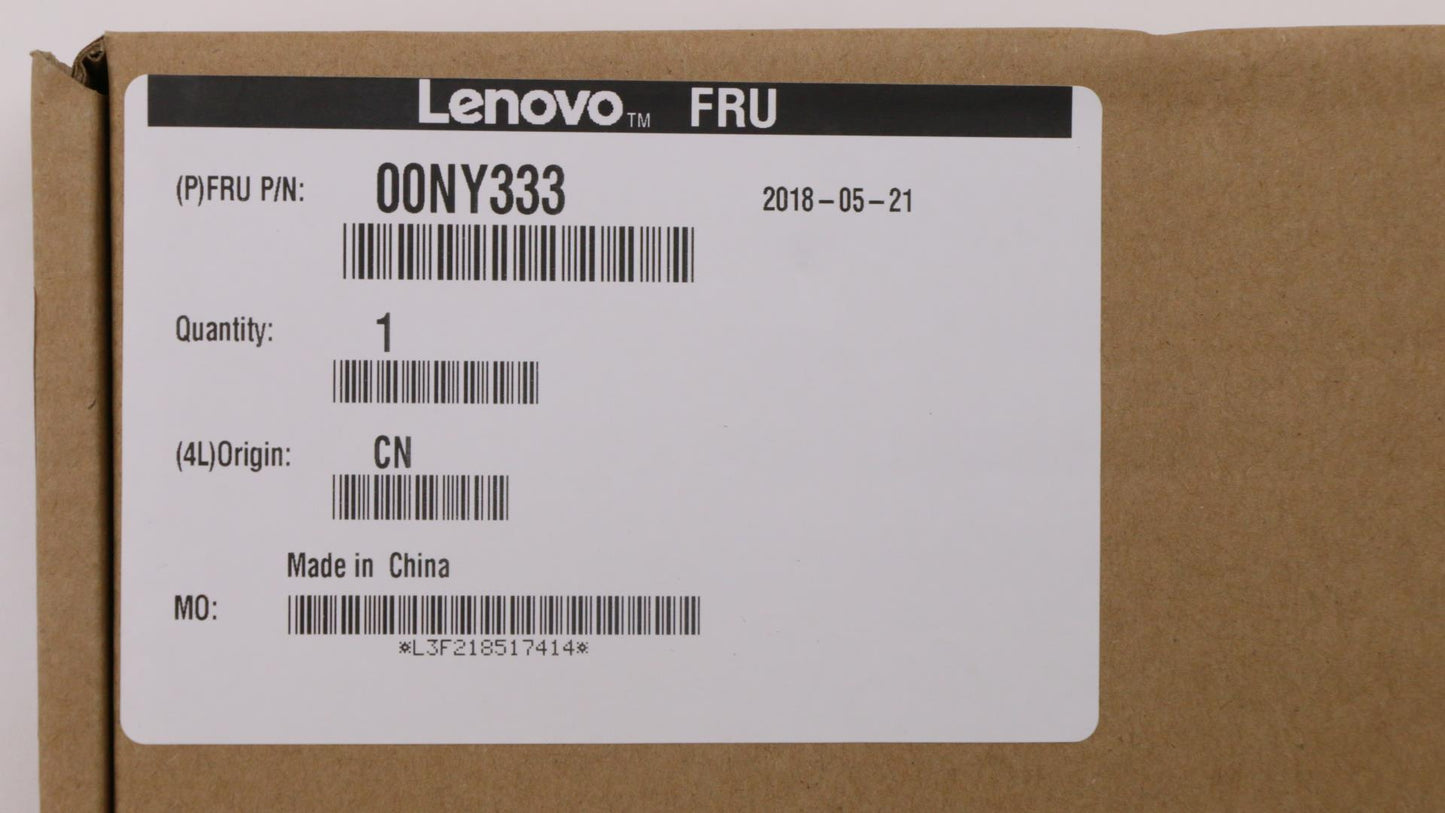 Lenovo™ FRU
(P)FRU P/N: 00NY333 2018-05-21
Quantity: 1
(4L)Origin: CN
Made in China
MO:
*L3F218517414*